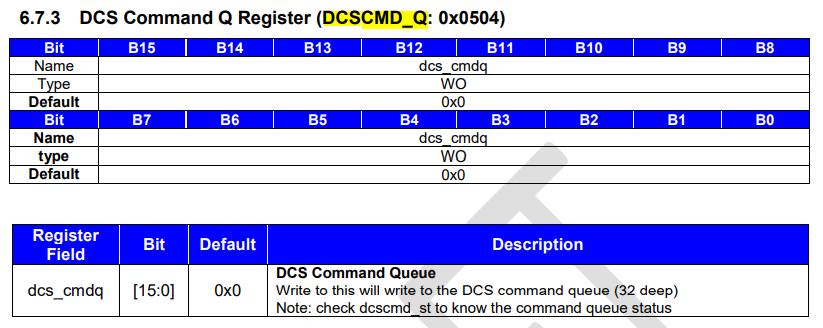 6.7.3 DCS Command Q Register (DCSCMD_Q: 0x0504)
Bit B15 B14 B13 B12 B11 B10 B9 B8
Name dcs_cmdq
Type WO
Default 0x0
Bit B7 B6 B5 B4 B3 B2 B1 B0
Name dcs_cmdq
type WO
Default 0x0
Register Field Bit Default Description
dcs_cmdq [15:0] 0x0 DCS Command Queue
Write to this will write to the DCS command queue (32 deep)
Note: check dcscmd_st to know the command queue status